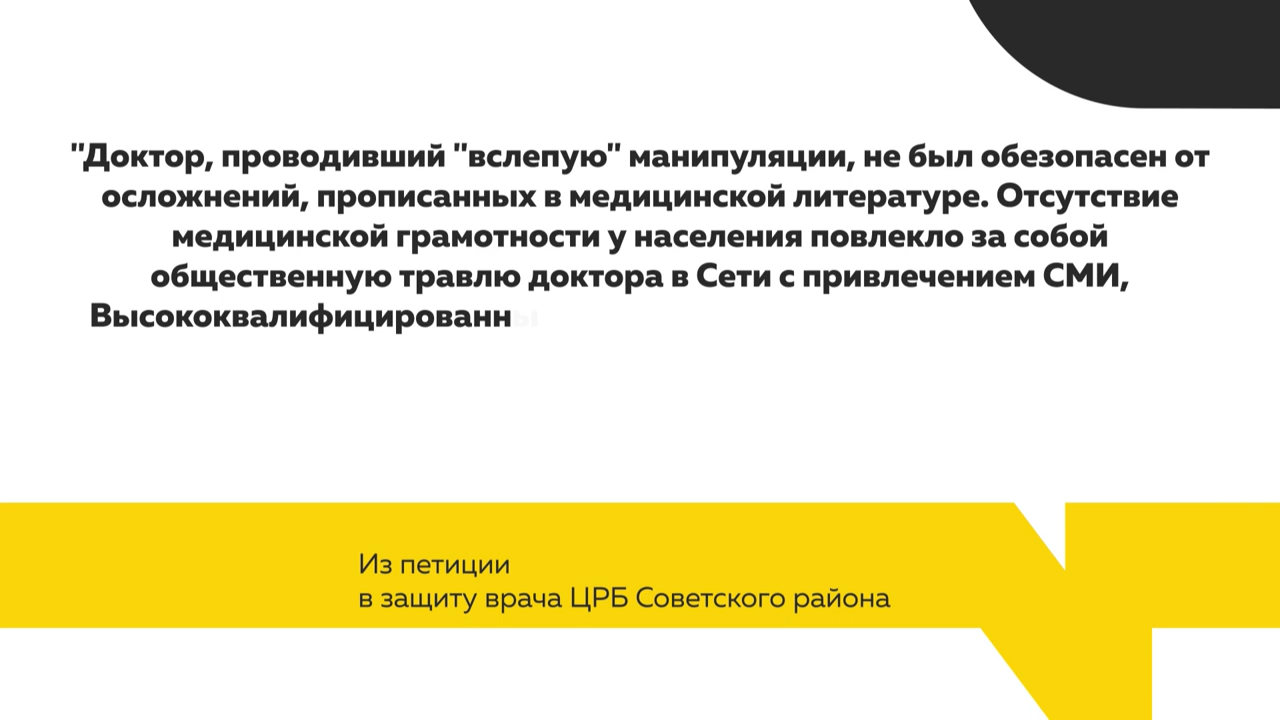 "Доктор, проводивший "вслепую" манипуляции, не был обезопасен от
осложнений, прописанных в медицинской литературе. Отсутствие
медицинской грамотности у населения повлекло за собой
общественную травлю доктора в Сети с привлечением СМИ,
Высококвалифицированны
Из петиции
в защиту врача ЦРБ Советского района